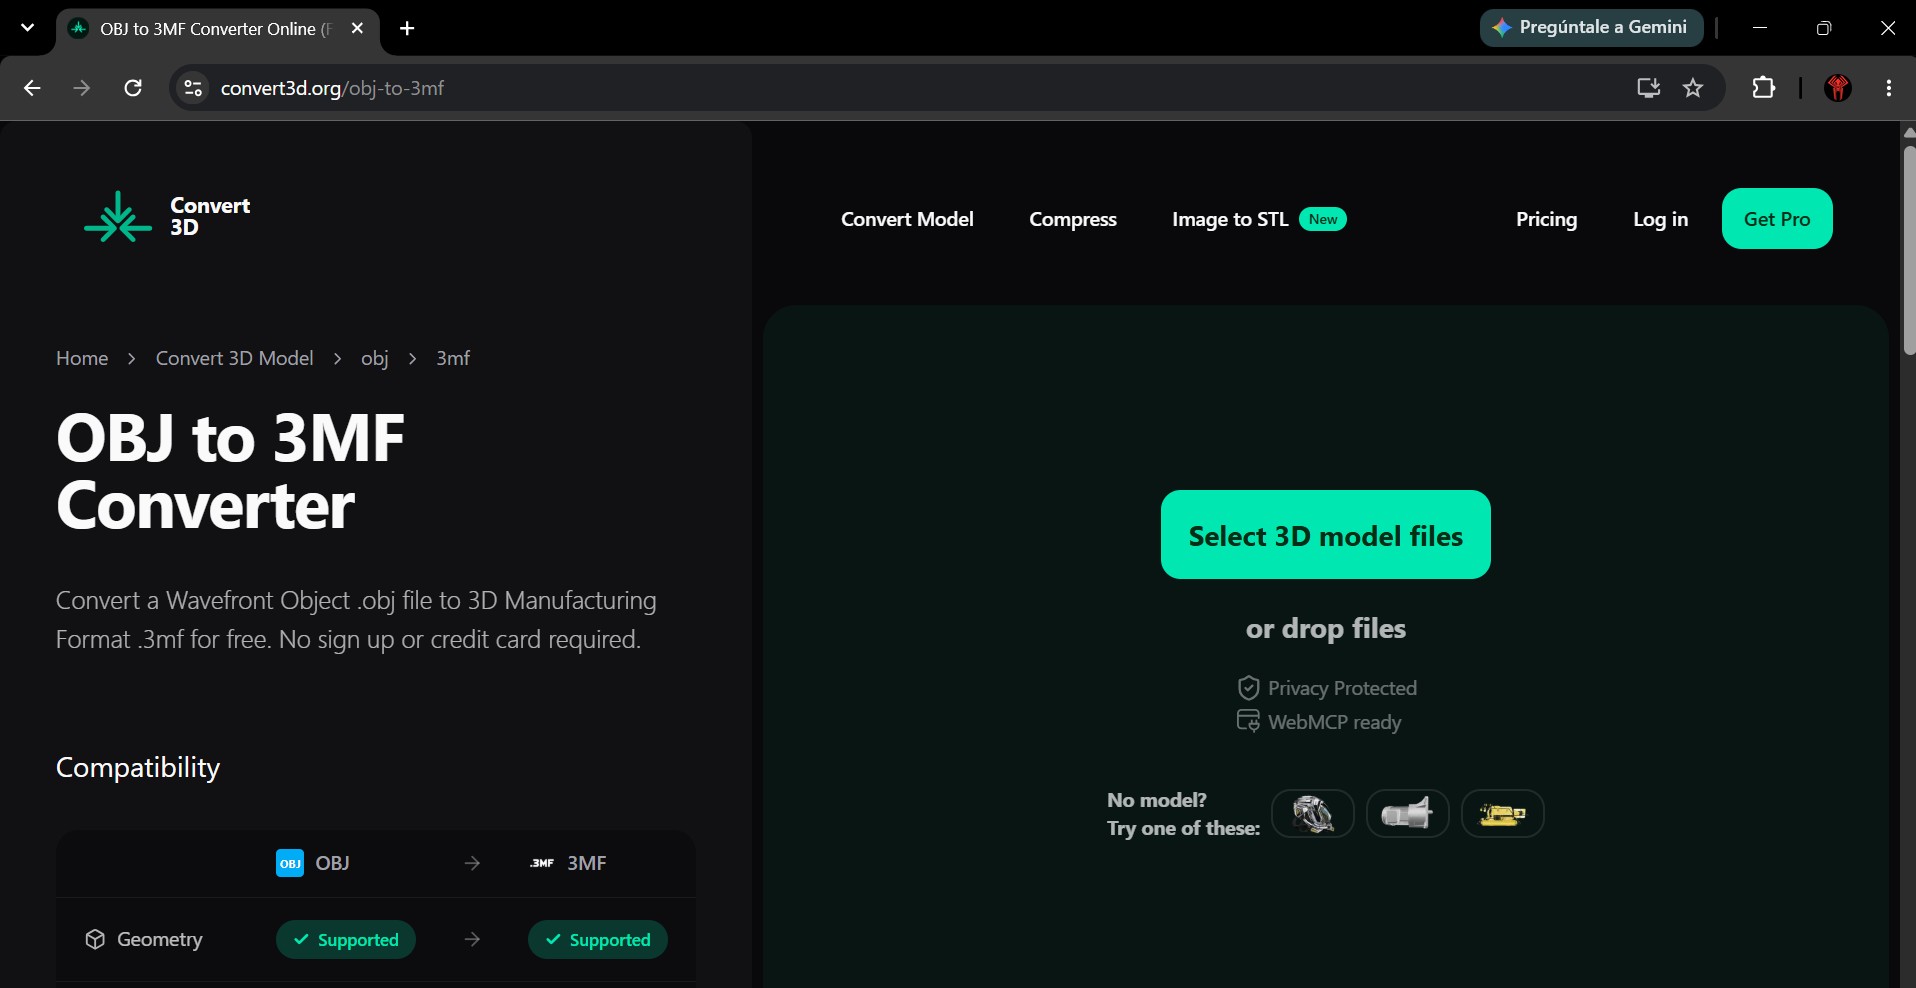 OBJ to 3MF Converter Online (F
Pregúntale a Gemini
convert3d.org/obj-to-3mf
Convert
3D
Convert Model
Compress
Image to STL
New
Pricing
Log in
Get Pro
Home
Convert 3D Model
obj
3mf
OBJ to 3MF
Converter
Convert a Wavefront Object .obj file to 3D Manufacturing
Format .3mf for free. No sign up or credit card required.
Compatibility
OBJ OBJ
.3MF 3MF
Geometry
Supported
Supported
Select 3D model files
or drop files
Privacy Protected
WebMCP ready
No model?
Try one of these: